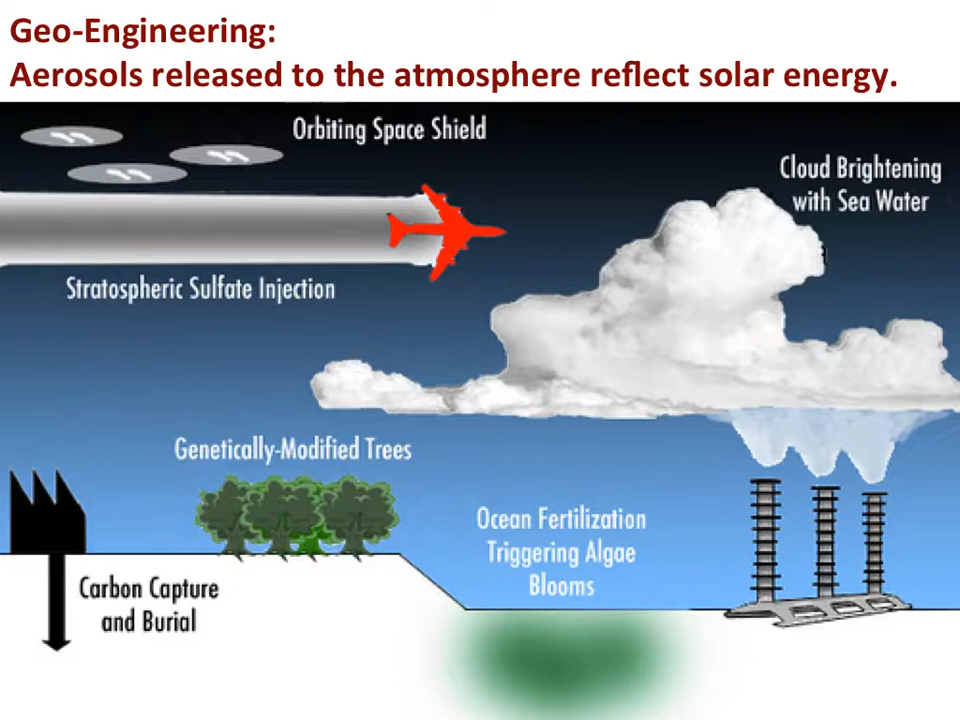 Geo-Engineering:
Aerosols released to the atmosphere reflect solar energy.
Orbiting Space Shield
Cloud Brightening
with Sea Water
Stratospheric Sulfate Injection
Genetically-Modified Trees
Ocean Fertilization
Triggering Algae
Blooms
Carbon Capture
and Burial